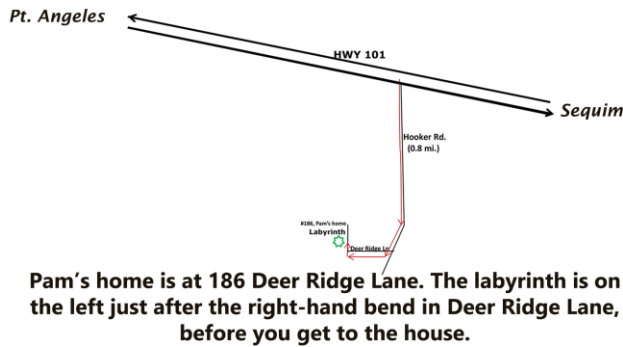 Pt. Angeles
HWY 101
Sequim
Hooker Rd.
(0.8 mi.)
#186, Pam's home
Labyrinth
Deer Ridge Ln
Pam's home is at 186 Deer Ridge Lane. The labyrinth is on
the left just after the right-hand bend in Deer Ridge Lane,
before you get to the house.